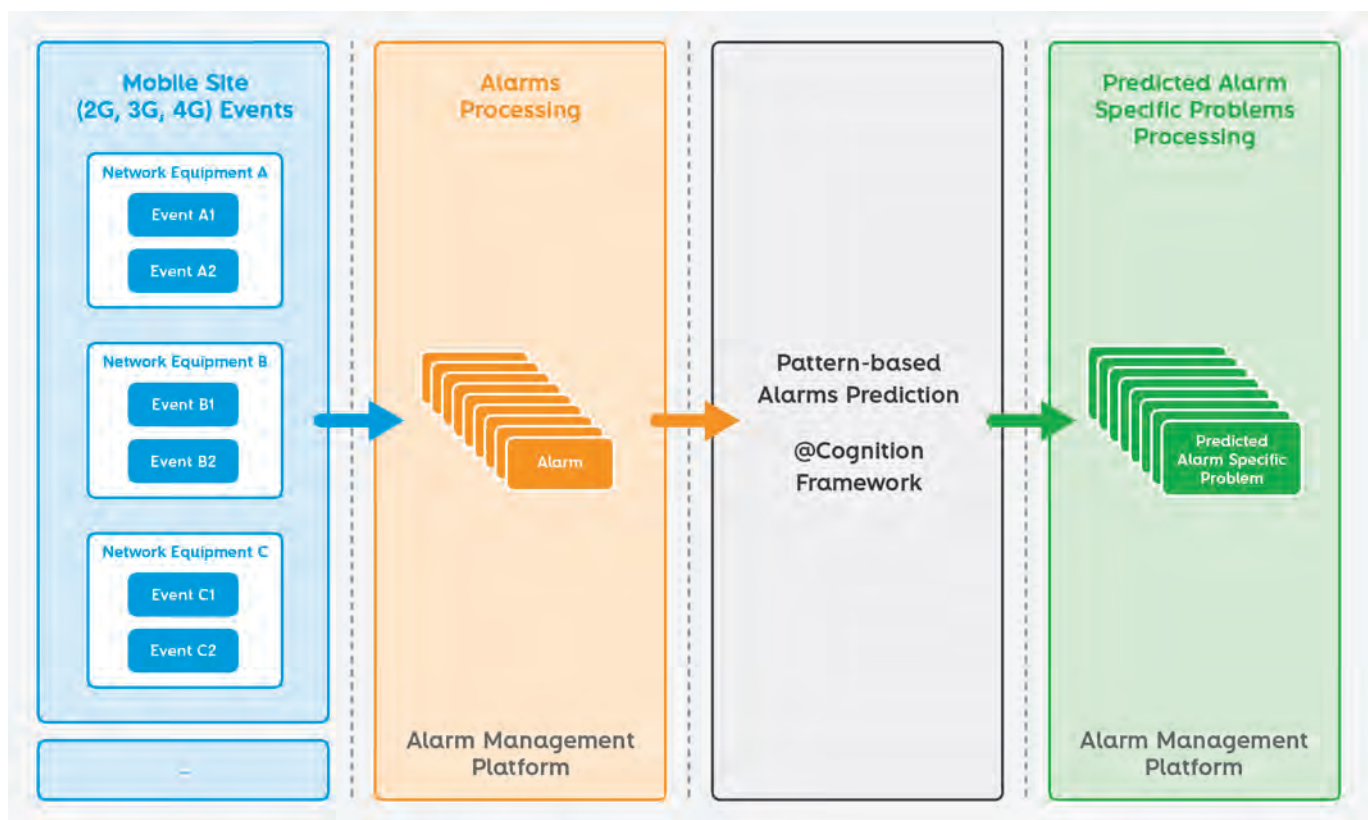 Mobile Site
(2G, 3G, 4G) Events
Network Equipment A
Event A1
Event A2
Network Equipment B
Event B1
Event B2
Network Equipment C
Event C1
Event C2
...
Alarms
Processing
Alarm
Alarm Management
Platform
Pattern-based
Alarms Prediction
@Cognition
Framework
Predicted Alarm
Specific Problems
Processing
Predicted
Alarm Specific
Problem
Alarm Management
Platform